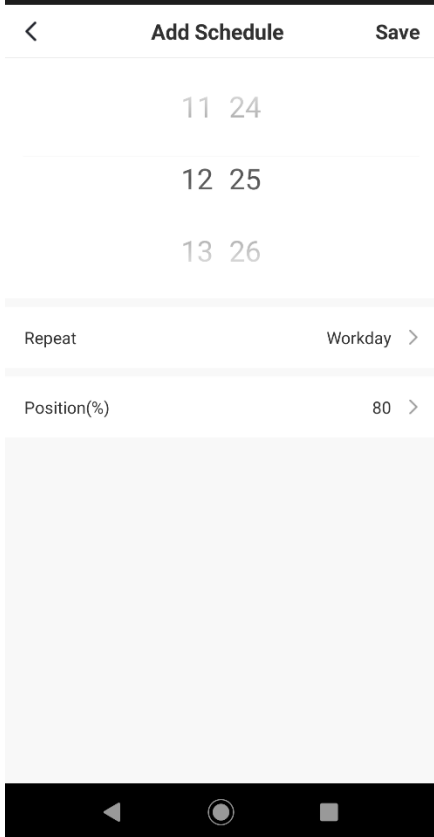 Add Schedule Save
11 24
12 25
13 26
Repeat Workday
Position(%) 80